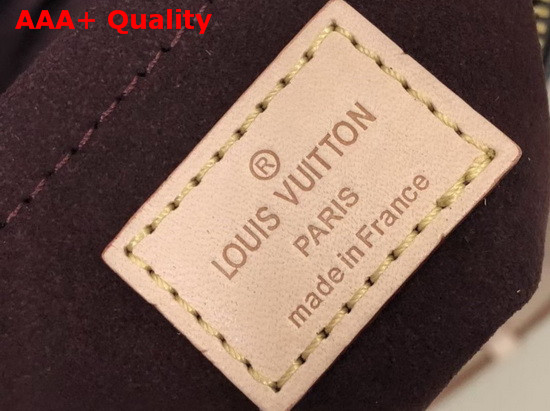 AAA+ Quality
®
LOUIS VUITTON
PARIS
made in France